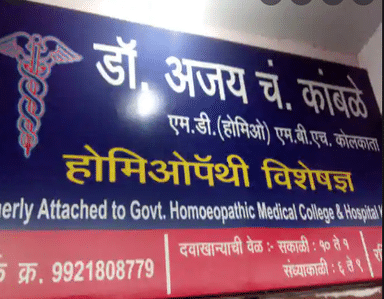 डॉ. अजय चं. कांबळे
एम.डी.(होमिओ) एम.बी.एच. कोलकाता
होमिओपॅथी विशेषज्ञ
erly Attached to Govt. Homoeopathic Medical College & Hospital
क्र. 9921808779
दवाखान्याची वेळ :- सकाळी : १० ते १
संध्याकाळी : ६ ते ९